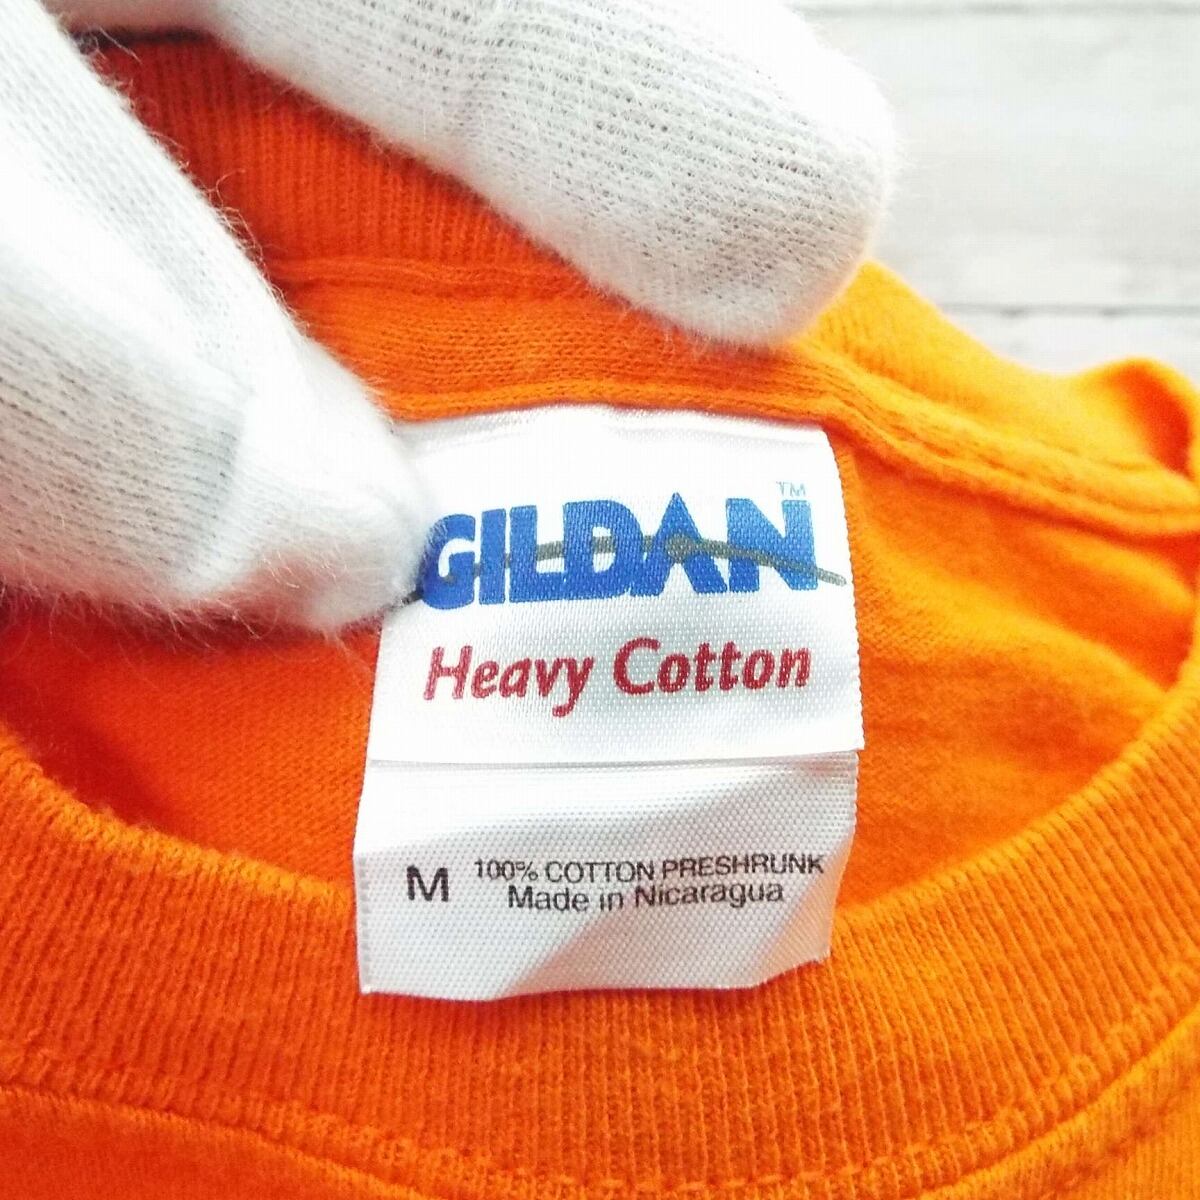 GILDAN™
Heavy Cotton
M 100% COTTON PRESHRUNK
Made in Nicaragua